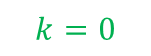 𝑘 = 0